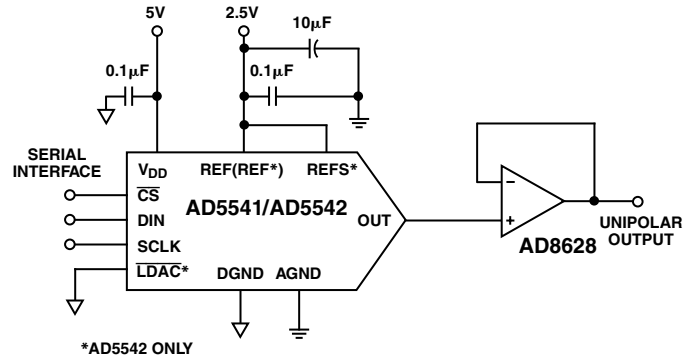 5V
2.5V
10μF
0.1μF
0.1μF
SERIAL
INTERFACE
VDD
REF(REF*)
REFS*
CS
DIN
SCLK
LDAC*
AD5541/AD5542
OUT
DGND
AGND
–
+
AD8628
UNIPOLAR
OUTPUT
*AD5542 ONLY